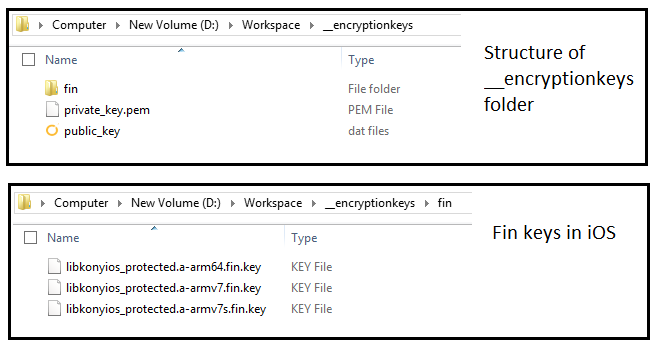 Computer New Volume (D:) Workspace __encryptionkeys
Name Type
fin File folder
private_key.pem PEM File
public_key dat files
Structure of
__encryptionkeys
folder
Computer New Volume (D:) Workspace __encryptionkeys fin
Name Type
libkonyios_protected.a-arm64.fin.key KEY File
libkonyios_protected.a-armv7.fin.key KEY File
libkonyios_protected.a-armv7s.fin.key KEY File
Fin keys in iOS